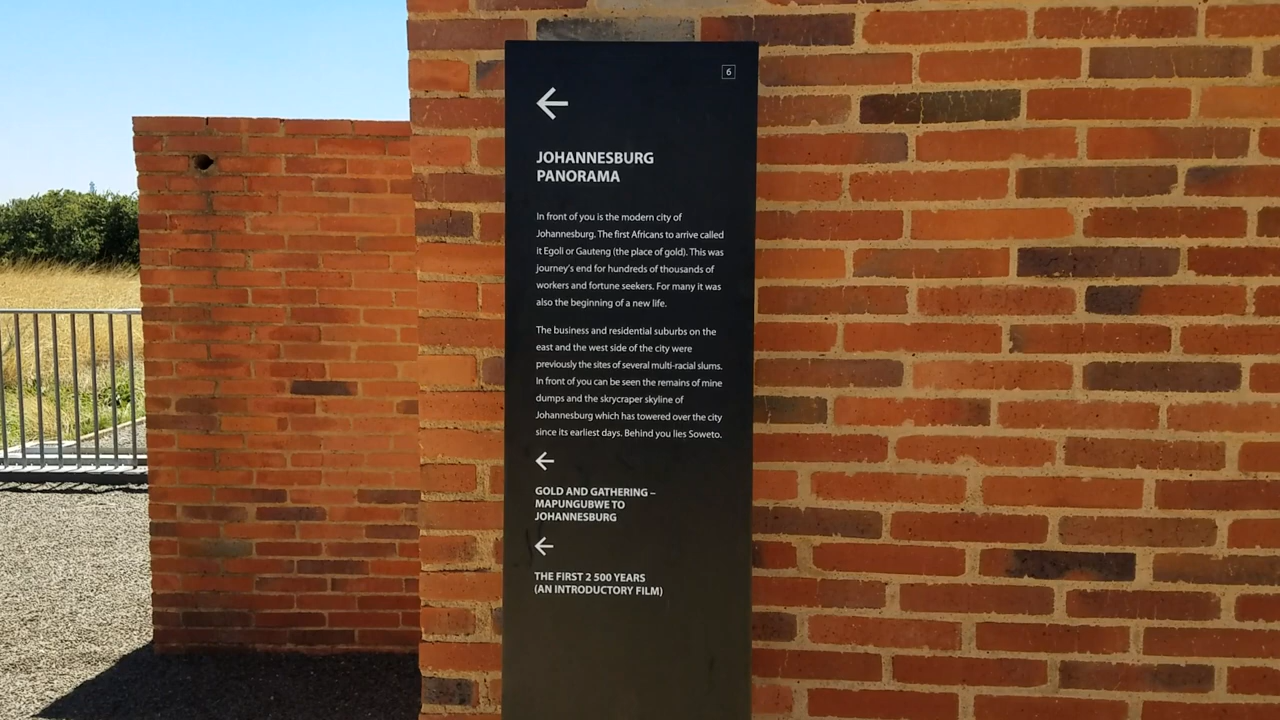 6
JOHANNESBURG
PANORAMA
In front of you is the modern city of
Johannesburg. The first Africans to arrive called
it Egoli or Gauteng (the place of gold). This was
journey's end for hundreds of thousands of
workers and fortune seekers. For many it was
also the beginning of a new life.
The business and residential suburbs on the
east and the west side of the city were
previously the sites of several multi-racial slums.
In front of you can be seen the remains of mine
dumps and the skrycraper skyline of
Johannesburg which has towered over the city
since its earliest days. Behind you lies Soweto.
GOLD AND GATHERING –
MAPUNGUBWE TO
JOHANNESBURG
THE FIRST 2 500 YEARS
(AN INTRODUCTORY FILM)